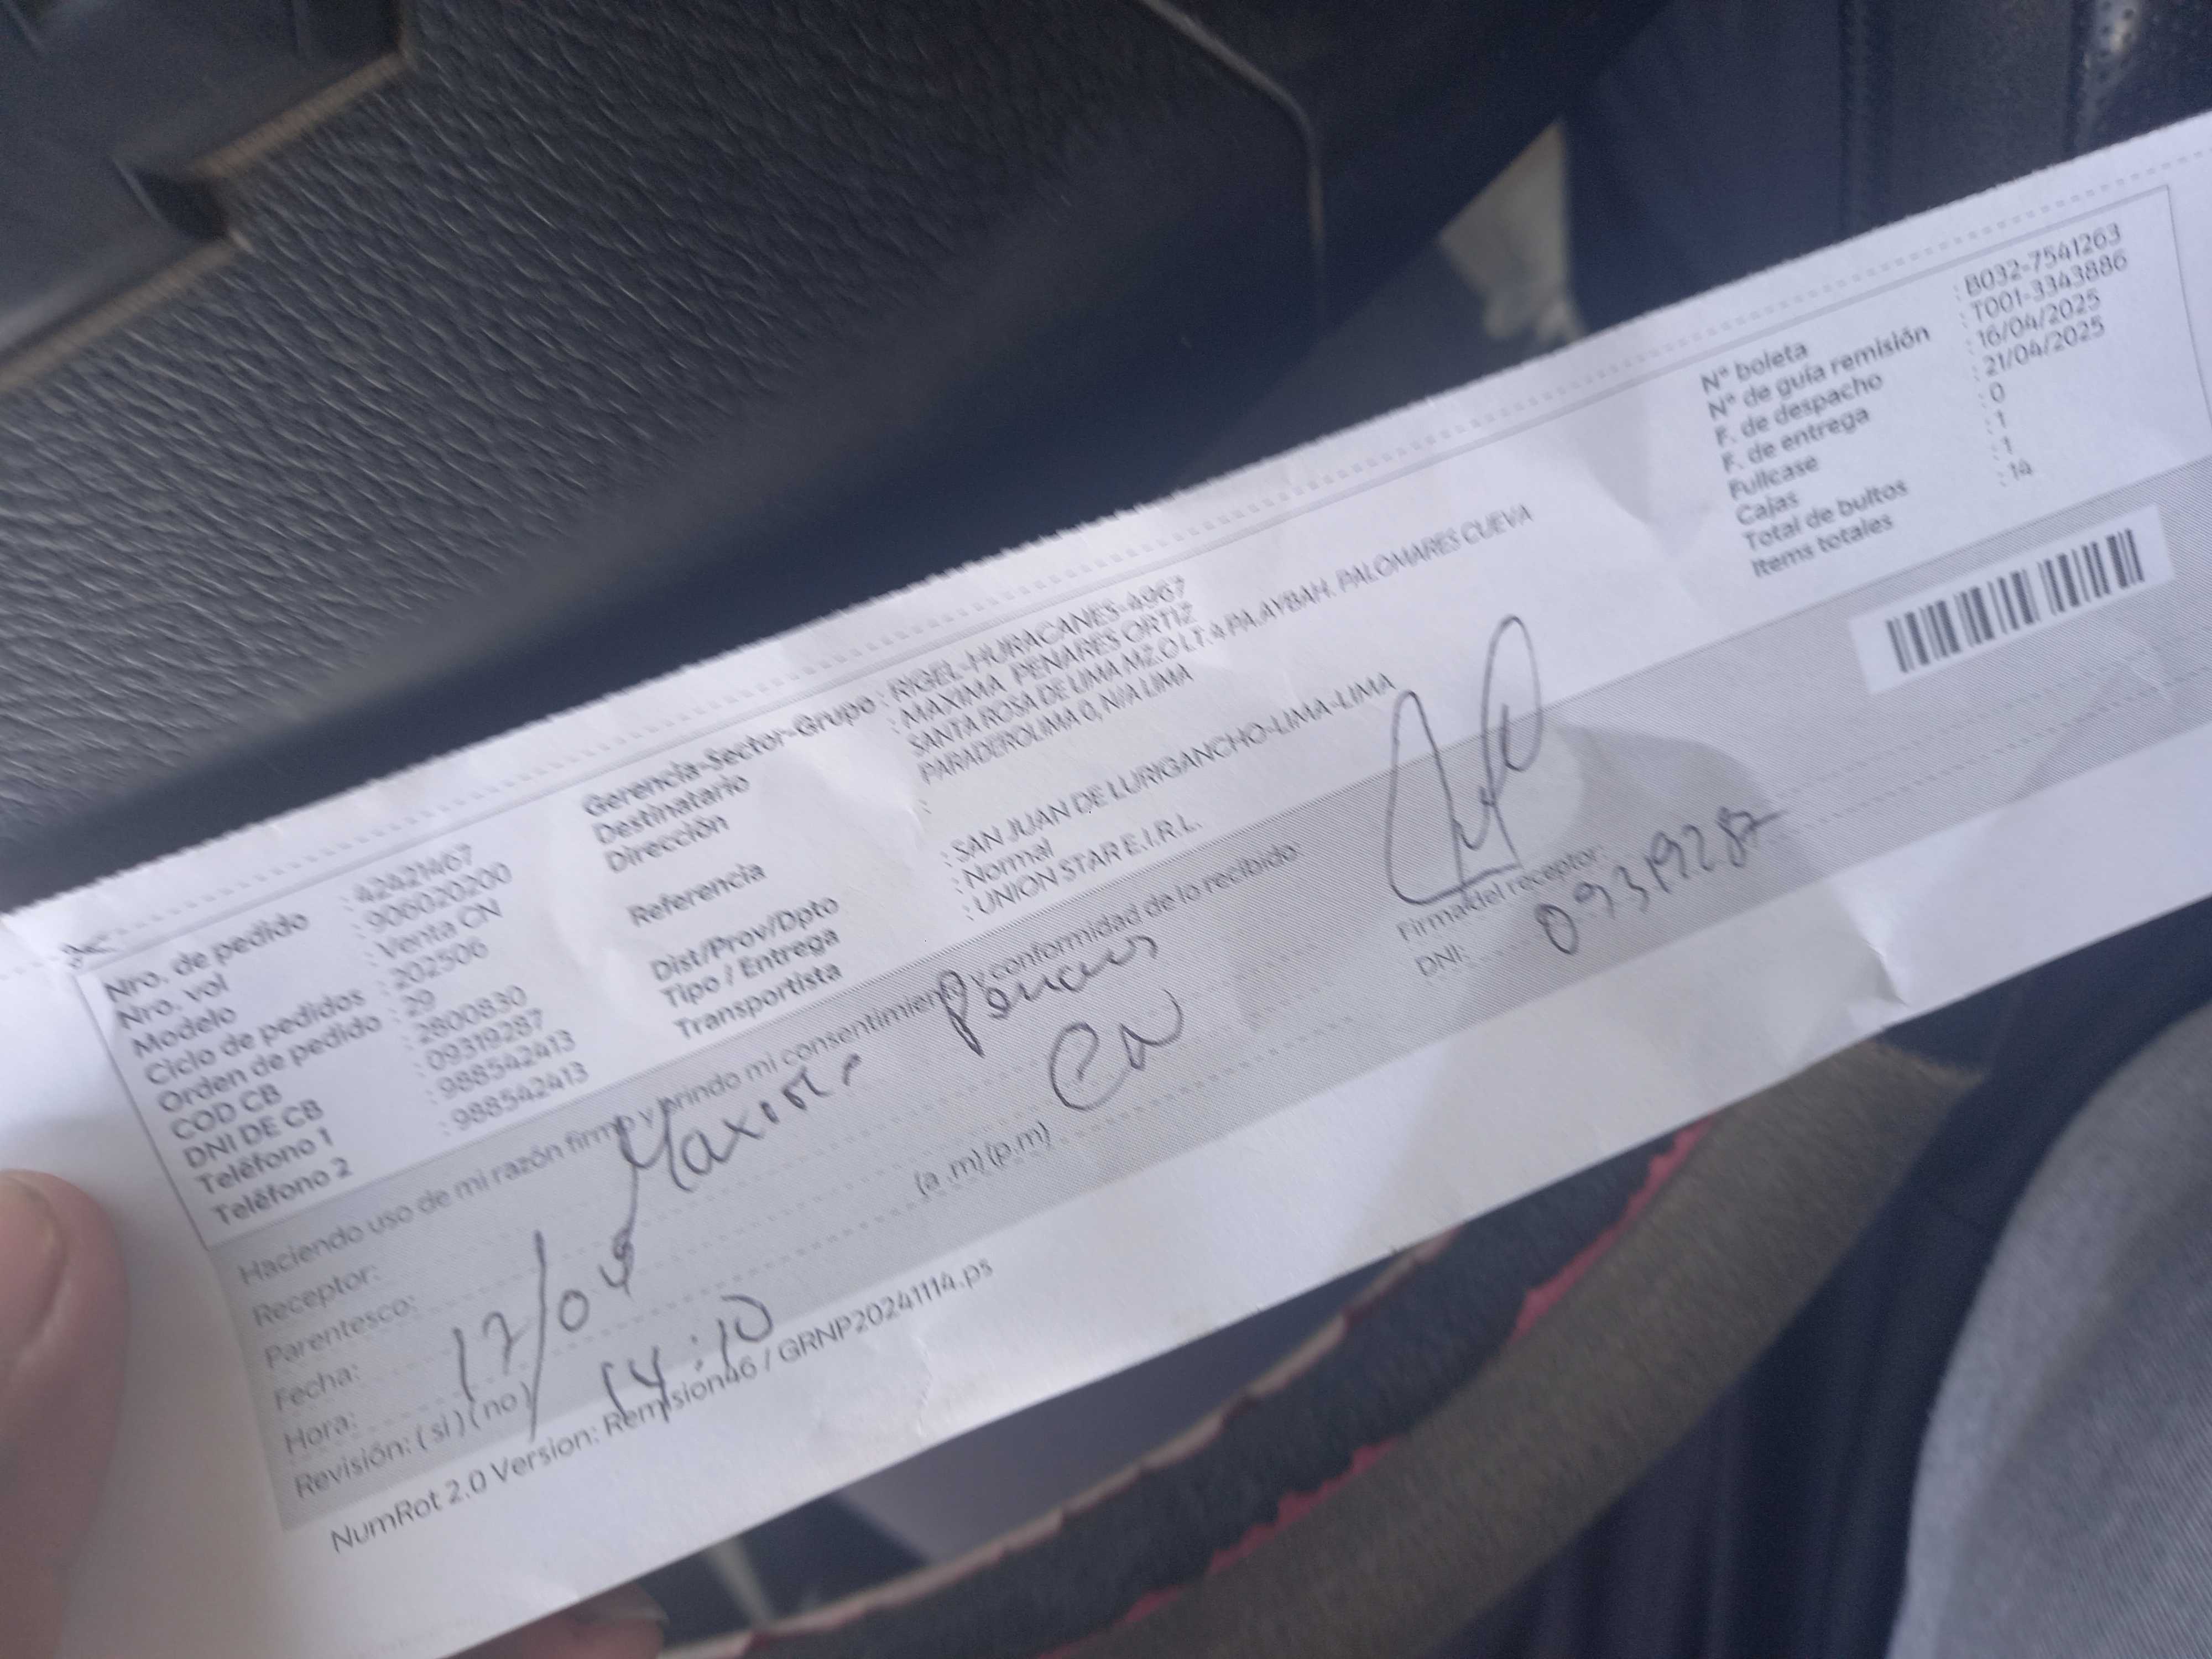 Nro. de pedido : 42421467
Nro. vol : 906020200
Modelo : Venta CN
Ciclo de pedidos : 202506
Orden de pedido : 29
COD CB : 2800830
DNI DE CB : 09319287
Teléfono 1 : 988542413
Teléfono 2 : 988542413
Gerencia-Sector-Grupo : RIGEL-HURACANES-4967
Destinatario : MAXIMA PENARES ORTIZ
Dirección SANTA ROSA DE LIMA MZ.O LT.4 PA.AYBAH. PALOMARES CUEVA
PARADEROLIMA 0, N/A LIMA
Referencia :
Dist/Prov/Dpto : SAN JUAN DE LURIGANCHO-LIMA-LIMA
Tipo / Entrega : Normal
Transportista : UNION STAR E.I.R.L.
N° boleta : B032-7541263
N° de guía remisión : T001-3343886
F. de despacho : 16/04/2025
F. de entrega : 21/04/2025
Fullcase : 0
Cajas : 1
Total de bultos : 1
Items totales : 14
Haciendo uso de mi razón firmo y brindo mi consentimiento y conformidad de lo recibido:
Receptor: Maxima Penares
Parentesco: CN
Fecha: 17/04
Hora: 14:10 (a.m) (p.m)
Revisión: ( si ) ( no )
Firma del receptor:
DNI: 09319287
NumRot 2.0 Version: Remision46 / GRNP20241114.ps